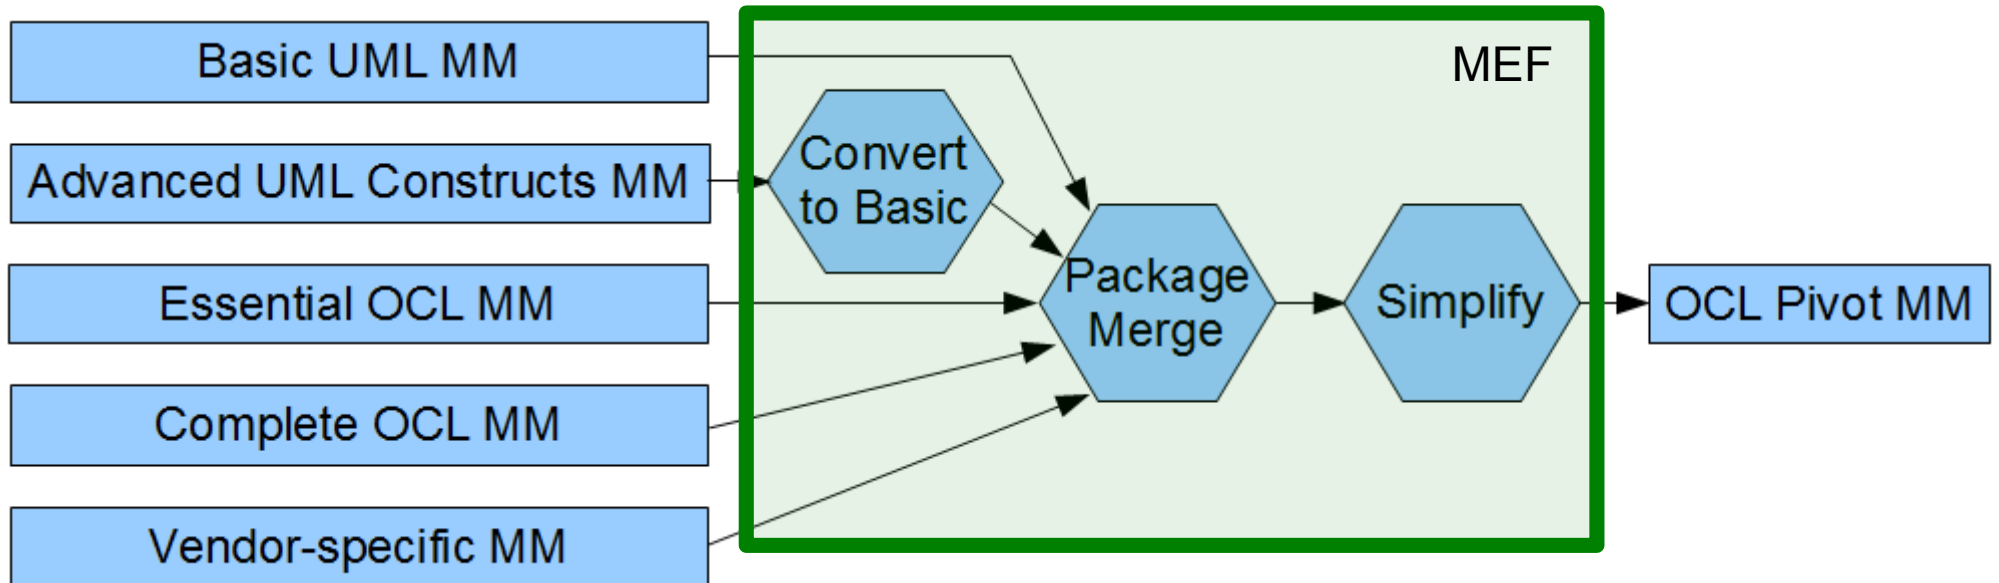 Basic UML MM
Advanced UML Constructs MM
Essential OCL MM
Complete OCL MM
Vendor-specific MM
MEF
Convert
to Basic
Package
Merge
Simplify
OCL Pivot MM